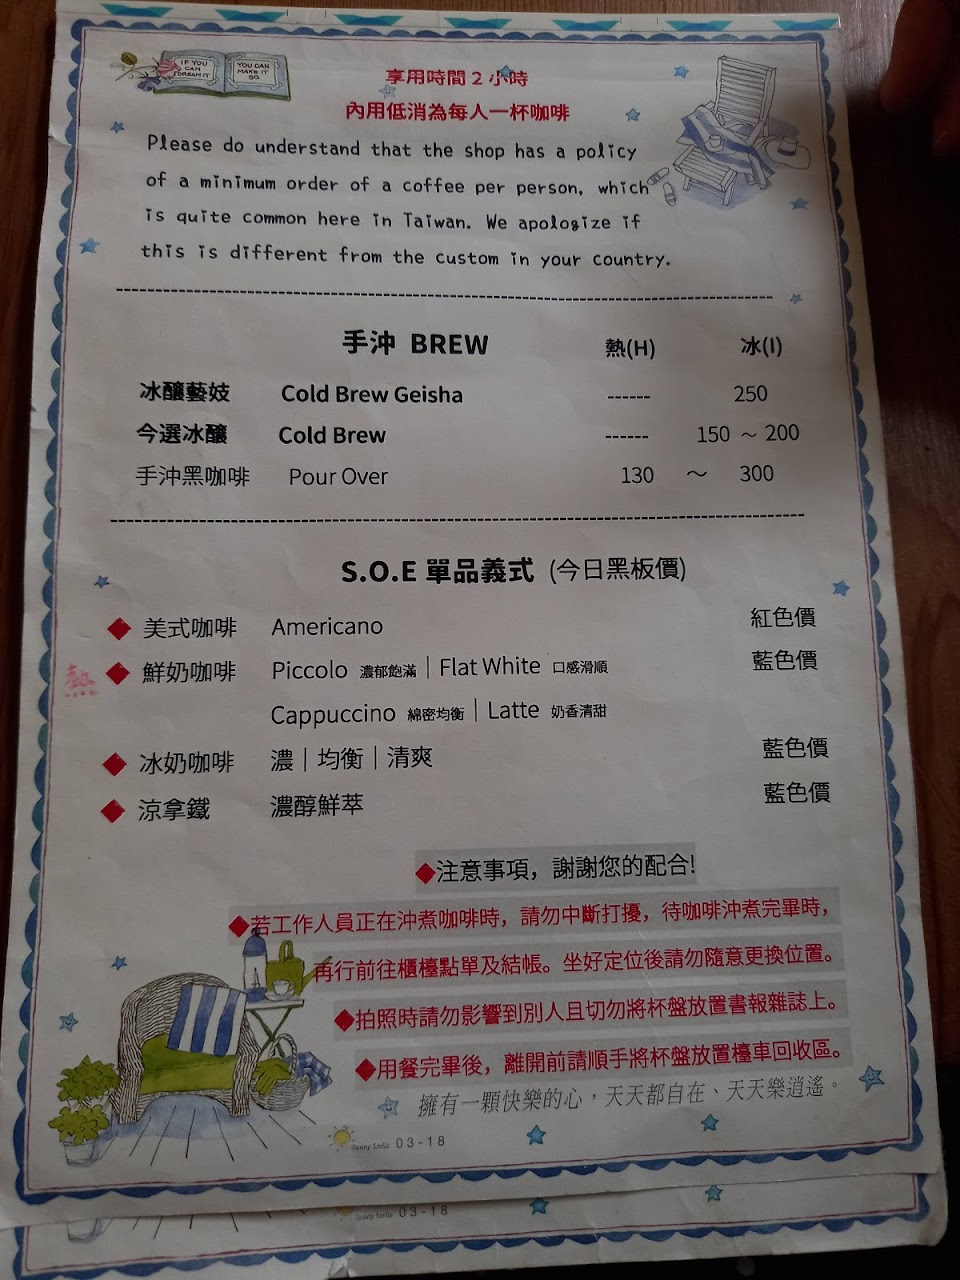 IF YOU CAN DREAM IT
YOU CAN MAKE IT SO.
享用時間 2 小時
內用低消為每人一杯咖啡
Please do understand that the shop has a policy
of a minimum order of a coffee per person, which
is quite common here in Taiwan. We apologize if
this is different from the custom in your country.
手沖 BREW 熱(H) 冰(I)
冰釀藝妓 Cold Brew Geisha ------ 250
今選冰釀 Cold Brew ------ 150 ~ 200
手沖黑咖啡 Pour Over 130 ~ 300
S.O.E 單品義式 (今日黑板價)
◆ 美式咖啡 Americano 紅色價
熱 ◆ 鮮奶咖啡 Piccolo 濃郁飽滿｜Flat White 口感滑順 藍色價
Cappuccino 綿密均衡｜Latte 奶香清甜
◆ 冰奶咖啡 濃｜均衡｜清爽 藍色價
◆ 涼拿鐵 濃醇鮮萃 藍色價
◆注意事項，謝謝您的配合!
◆若工作人員正在沖煮咖啡時，請勿中斷打擾，待咖啡沖煮完畢時，
再行前往櫃檯點單及結帳。坐好定位後請勿隨意更換位置。
◆拍照時請勿影響到別人且切勿將杯盤放置書報雜誌上。
◆用餐完畢後，離開前請順手將杯盤放置檯車回收區。
擁有一顆快樂的心，天天都自在、天天樂逍遙。
Sunny Smile 03-18
Sunny Smile 03-18